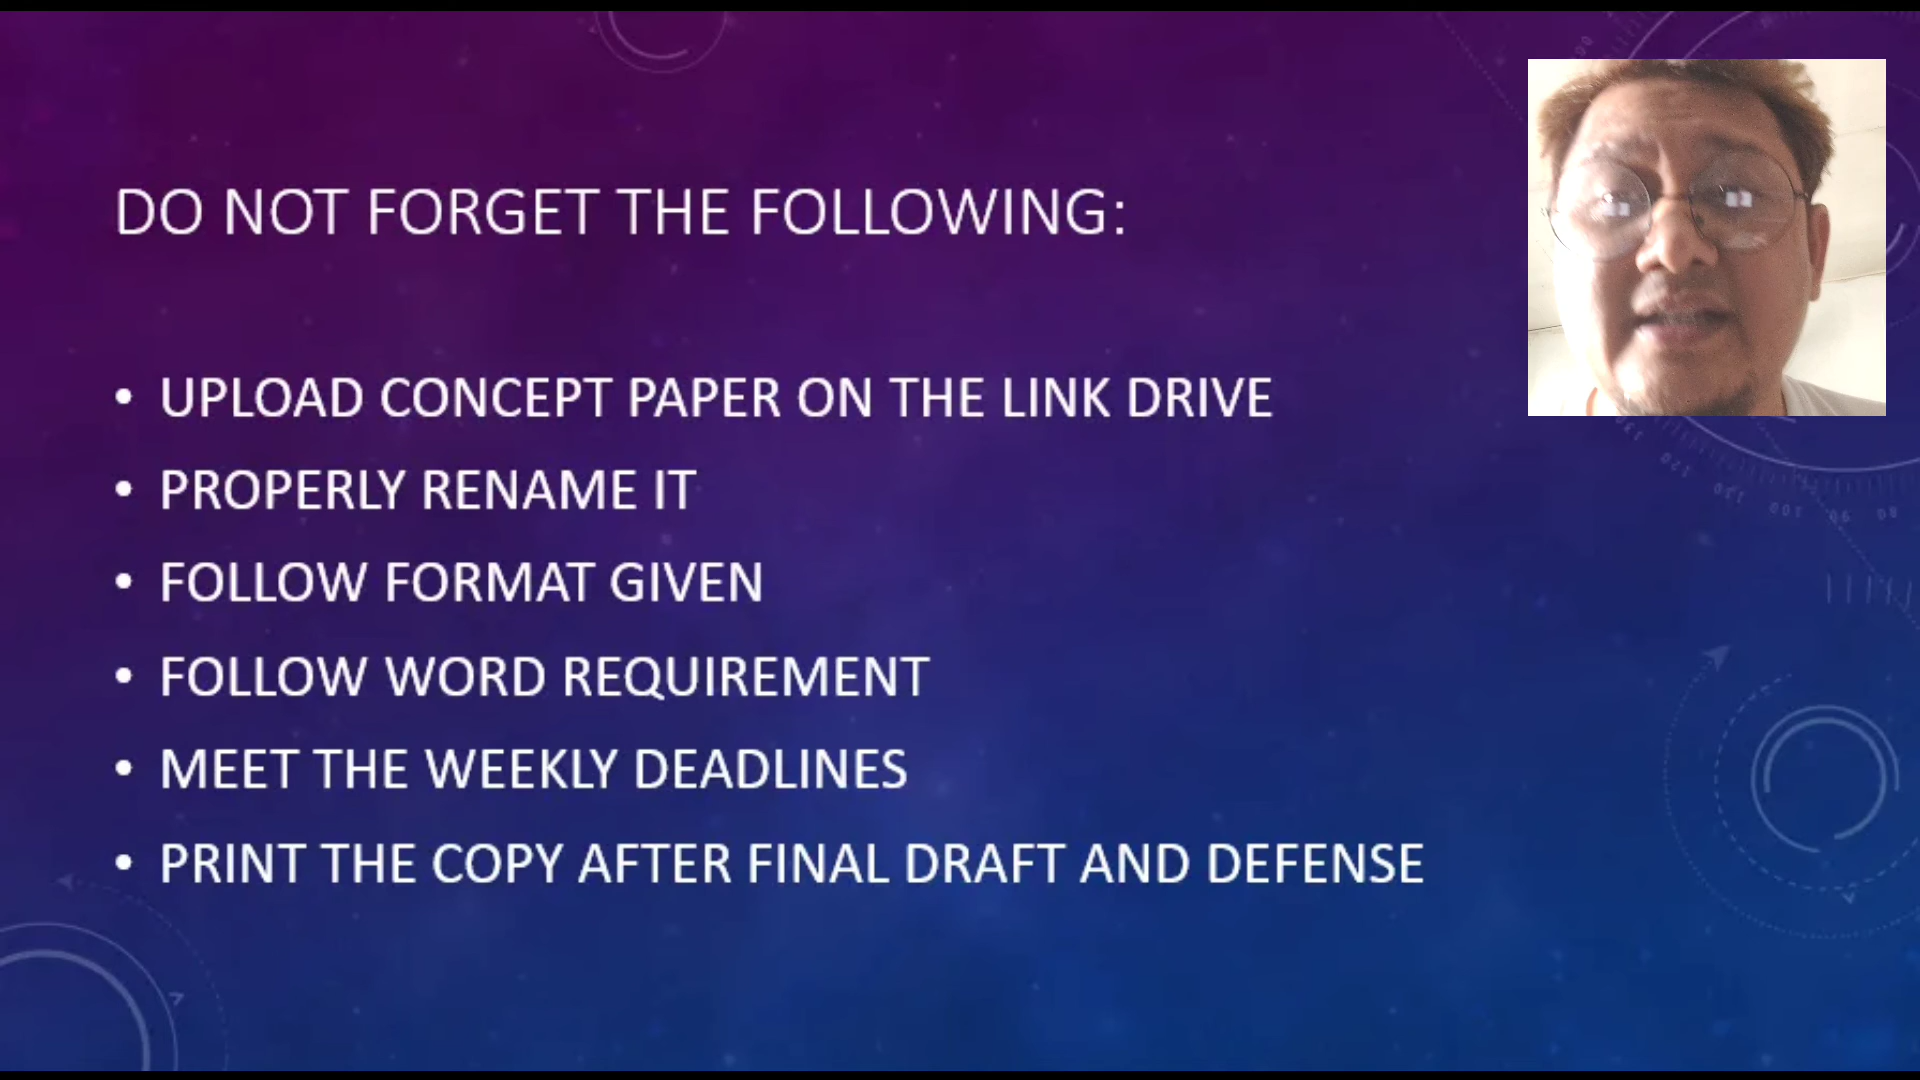 DO NOT FORGET THE FOLLOWING:
• UPLOAD CONCEPT PAPER ON THE LINK DRIVE
• PROPERLY RENAME IT
• FOLLOW FORMAT GIVEN
• FOLLOW WORD REQUIREMENT
• MEET THE WEEKLY DEADLINES
• PRINT THE COPY AFTER FINAL DRAFT AND DEFENSE